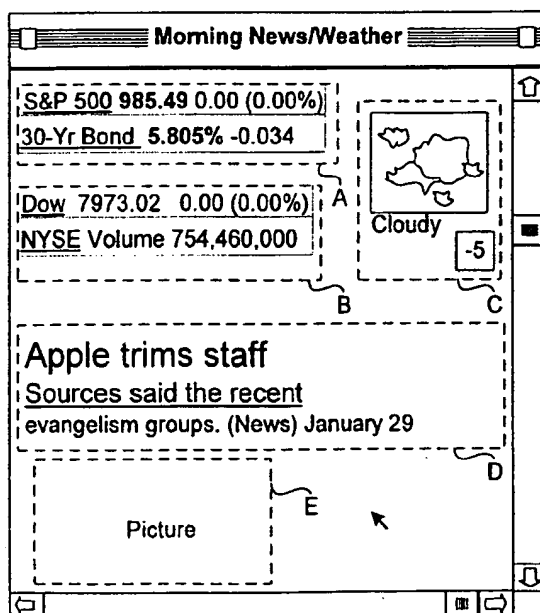 Morning News/Weather
S&P 500 985.49 0.00 (0.00%)
30-Yr Bond 5.805% -0.034
A
Dow 7973.02 0.00 (0.00%)
NYSE Volume 754,460,000
B
Cloudy
-5
C
Apple trims staff
Sources said the recent
evangelism groups. (News) January 29
D
Picture
E